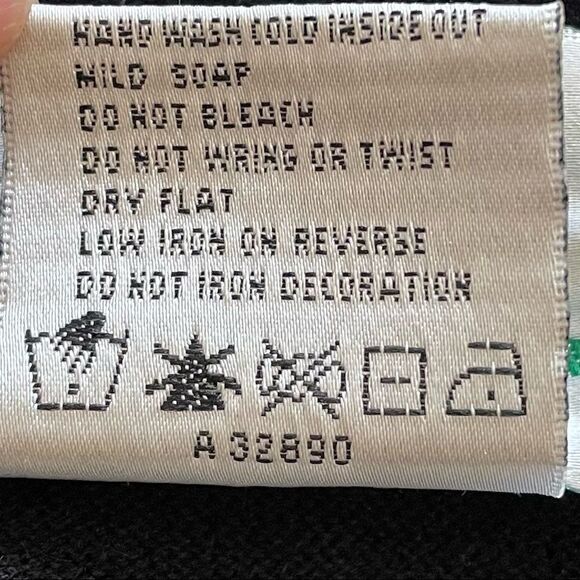 HAND WASH COLD INSIDE OUT
MILD SOAP
DO NOT BLEACH
DO NOT WRING OR TWIST
DRY FLAT
LOW IRON ON REVERSE
DO NOT IRON DECORATION
A 32890